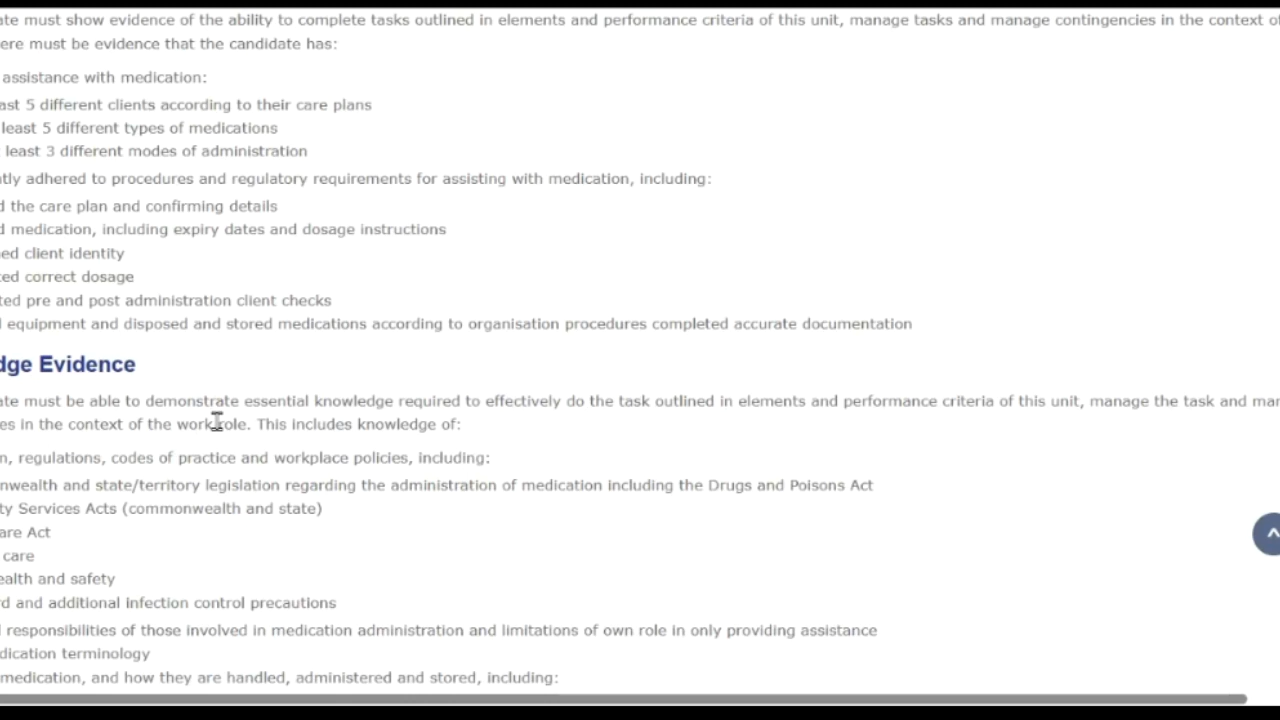 ate must show evidence of the ability to complete tasks outlined in elements and performance criteria of this unit, manage tasks and manage contingencies in the context of
ere must be evidence that the candidate has:
assistance with medication:
ast 5 different clients according to their care plans
least 5 different types of medications
least 3 different modes of administration
tly adhered to procedures and regulatory requirements for assisting with medication, including:
d the care plan and confirming details
d medication, including expiry dates and dosage instructions
ed client identity
ted correct dosage
ted pre and post administration client checks
equipment and disposed and stored medications according to organisation procedures completed accurate documentation
dge Evidence
ate must be able to demonstrate essential knowledge required to effectively do the task outlined in elements and performance criteria of this unit, manage the task and man
es in the context of the work role. This includes knowledge of:
n, regulations, codes of practice and workplace policies, including:
nwealth and state/territory legislation regarding the administration of medication including the Drugs and Poisons Act
ty Services Acts (commonwealth and state)
are Act
care
ealth and safety
rd and additional infection control precautions
responsibilities of those involved in medication administration and limitations of own role in only providing assistance
dication terminology
medication, and how they are handled, administered and stored, including: